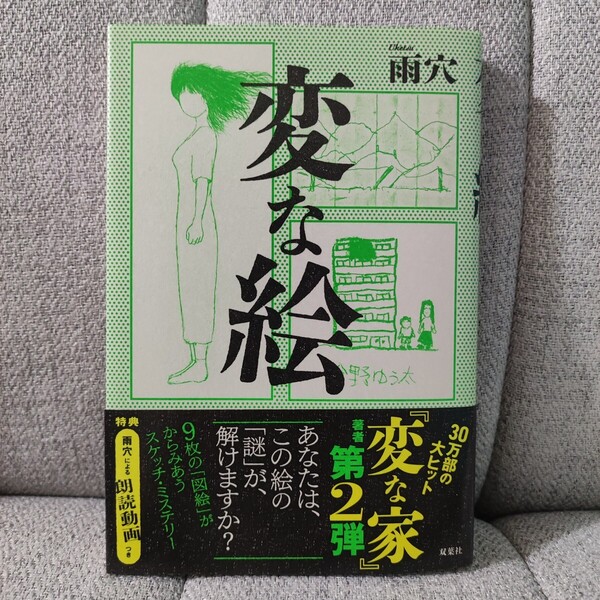 Uketsu
雨穴
変な絵
野ゆう太
30万部の
大ヒット
『変な家』
著者
第2弾
あなたは、
この絵の
「謎」が、
解けますか?
9枚の「図絵」が
からみあう
スケッチ・ミステリー
特典
雨穴による
朗読動画
つき
双葉社